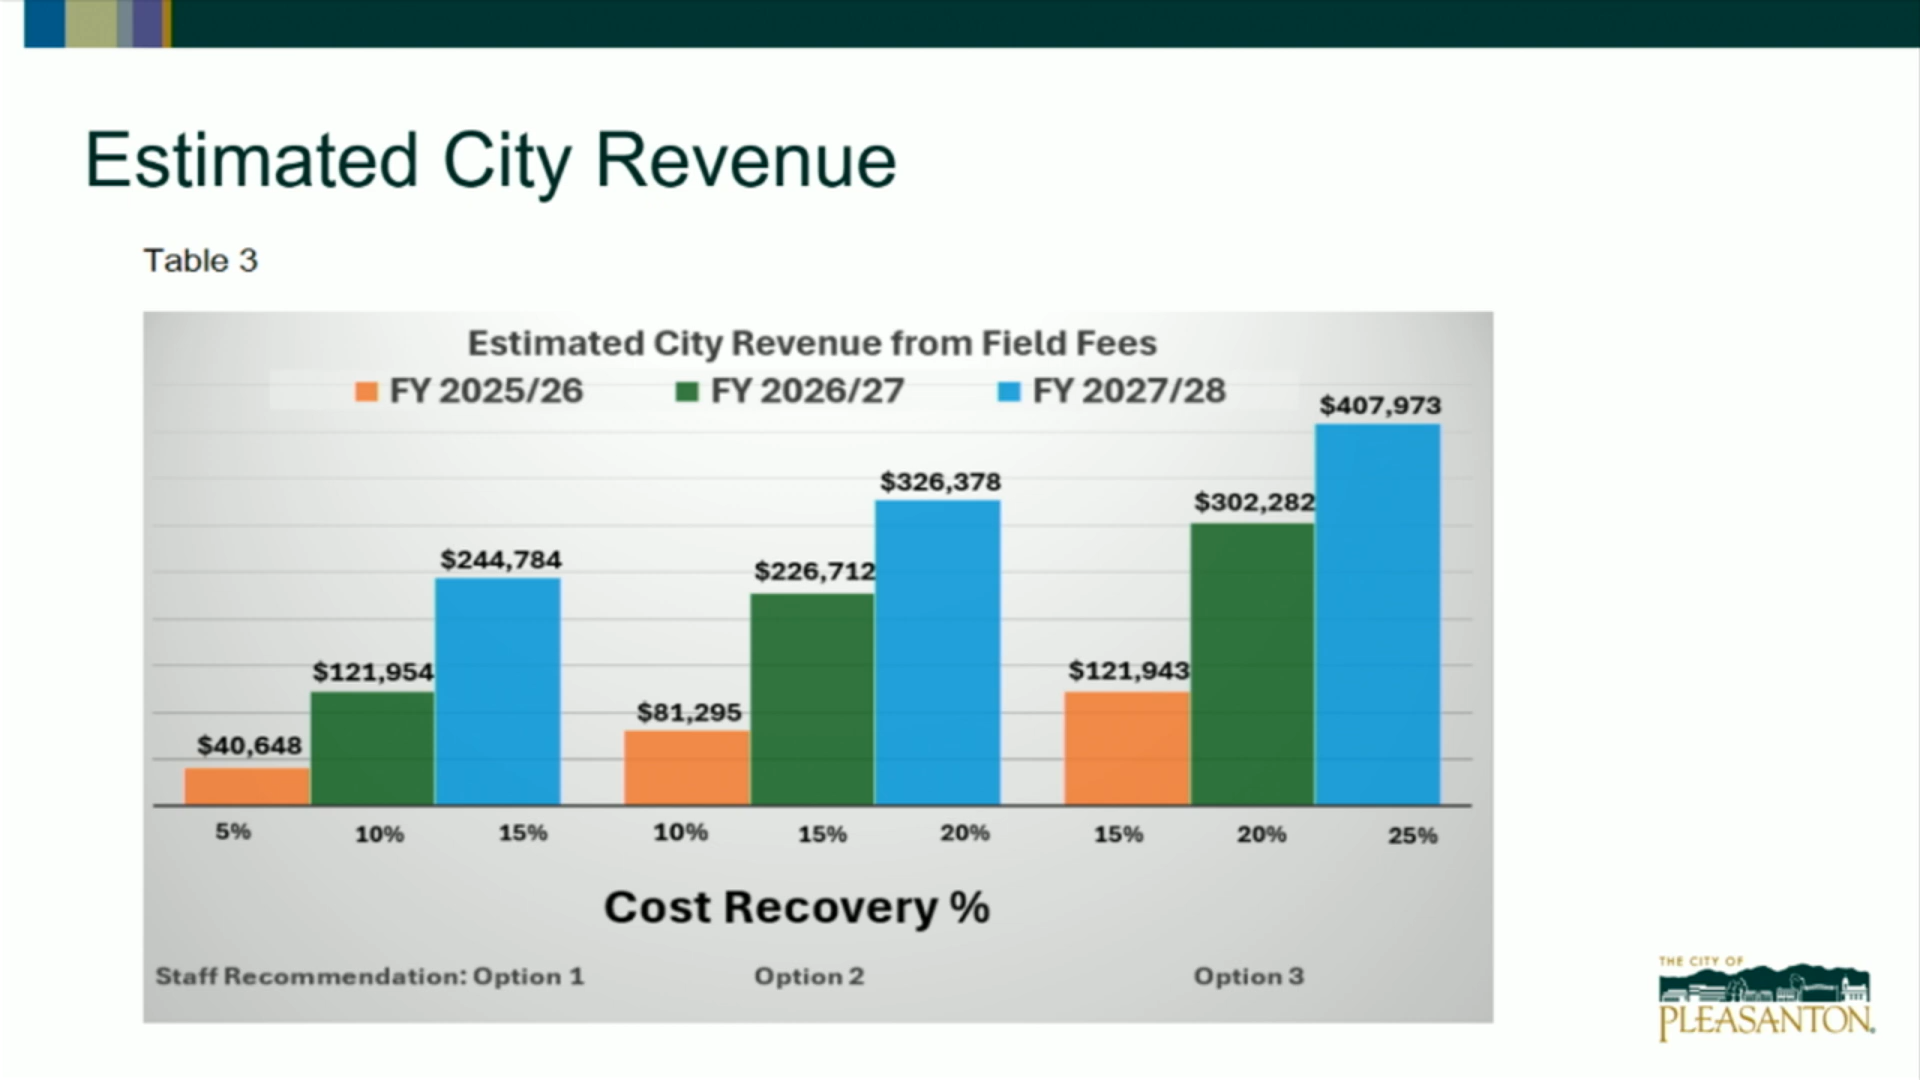 Estimated City Revenue
Table 3
Estimated City Revenue from Field Fees
FY 2025/26 FY 2026/27 FY 2027/28
$407,973
$326,378
$302,282
$244,784
$226,712
$121,954
$121,943
$81,295
$40,648
5% 10% 15% 10% 15% 20% 15% 20% 25%
Cost Recovery %
Staff Recommendation: Option 1 Option 2 Option 3
THE CITY OF
PLEASANTON.